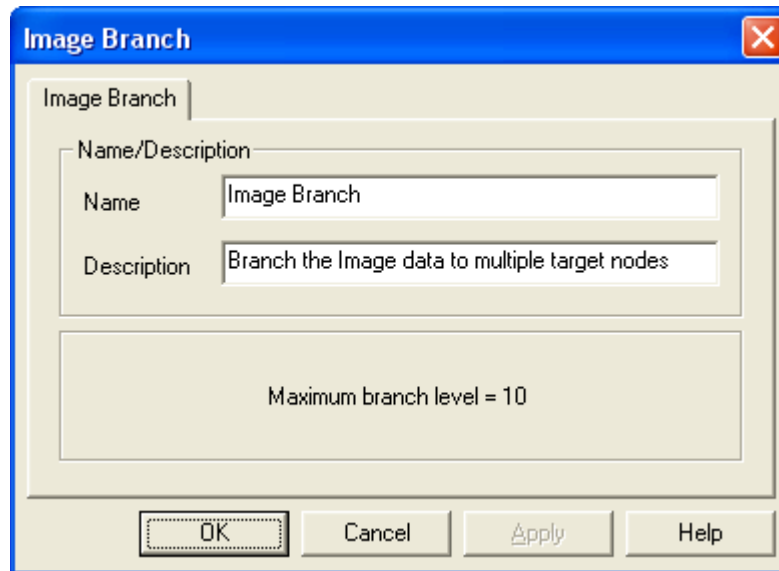 Image Branch
Image Branch
Name/Description
Name Image Branch
Description Branch the Image data to multiple target nodes
Maximum branch level = 10
OK Cancel Apply Help